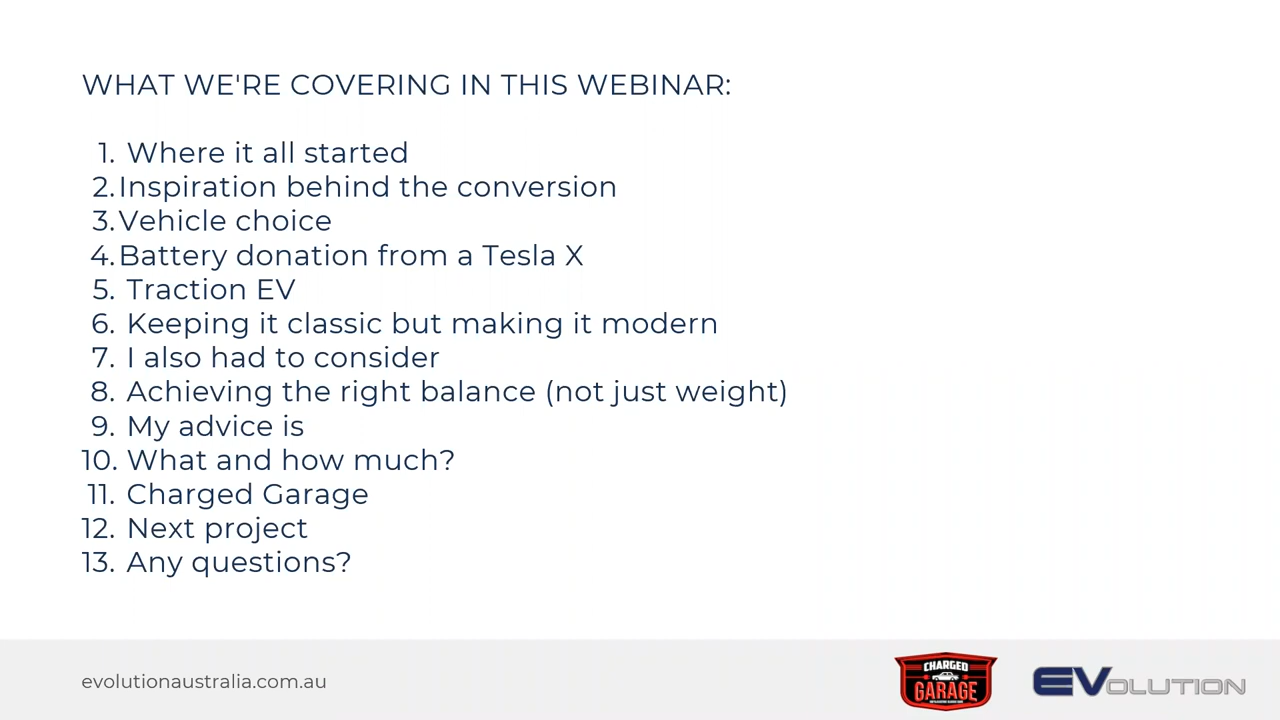 WHAT WE'RE COVERING IN THIS WEBINAR:
1. Where it all started
2. Inspiration behind the conversion
3. Vehicle choice
4. Battery donation from a Tesla X
5. Traction EV
6. Keeping it classic but making it modern
7. I also had to consider
8. Achieving the right balance (not just weight)
9. My advice is
10. What and how much?
11. Charged Garage
12. Next project
13. Any questions?
evolutionaustralia.com.au
CHARGED
GARAGE
EVOLUTION